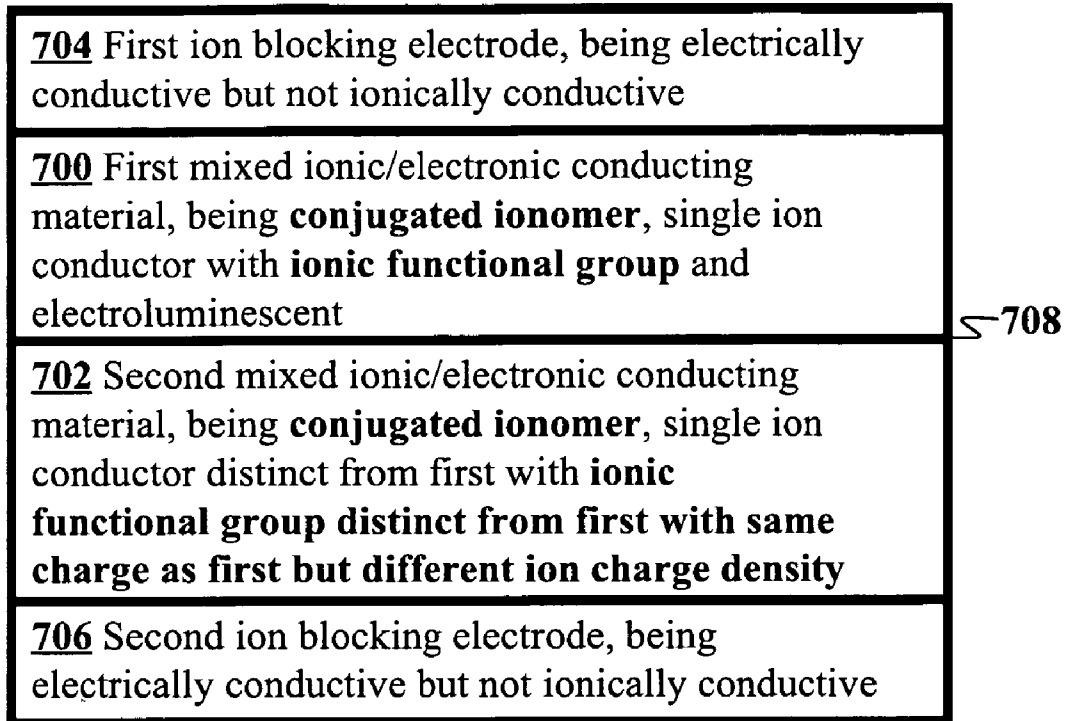 704 First ion blocking electrode, being electrically
conductive but not ionically conductive
700 First mixed ionic/electronic conducting
material, being conjugated ionomer, single ion
conductor with ionic functional group and
electroluminescent
708
702 Second mixed ionic/electronic conducting
material, being conjugated ionomer, single ion
conductor distinct from first with ionic
functional group distinct from first with same
charge as first but different ion charge density
706 Second ion blocking electrode, being
electrically conductive but not ionically conductive